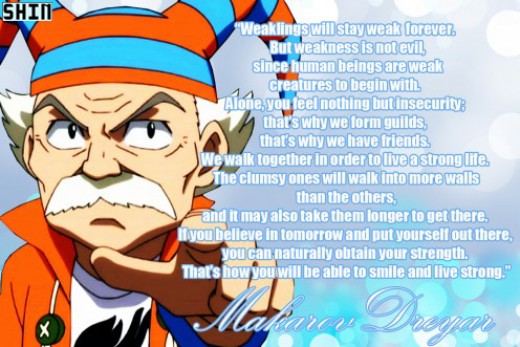 SHIN
“Weaklings will stay weak forever.
But weakness is not evil,
since human beings are weak
creatures to begin with.
Alone, you feel nothing but insecurity;
that's why we form guilds,
that's why we have friends.
We walk together in order to live a strong life.
The clumsy ones will walk into more walls
than the others,
and it may also take them longer to get there.
If you believe in tomorrow and put yourself out there,
you can naturally obtain your strength.
That's how you will be able to smile and live strong.”
Makarov Dreyar